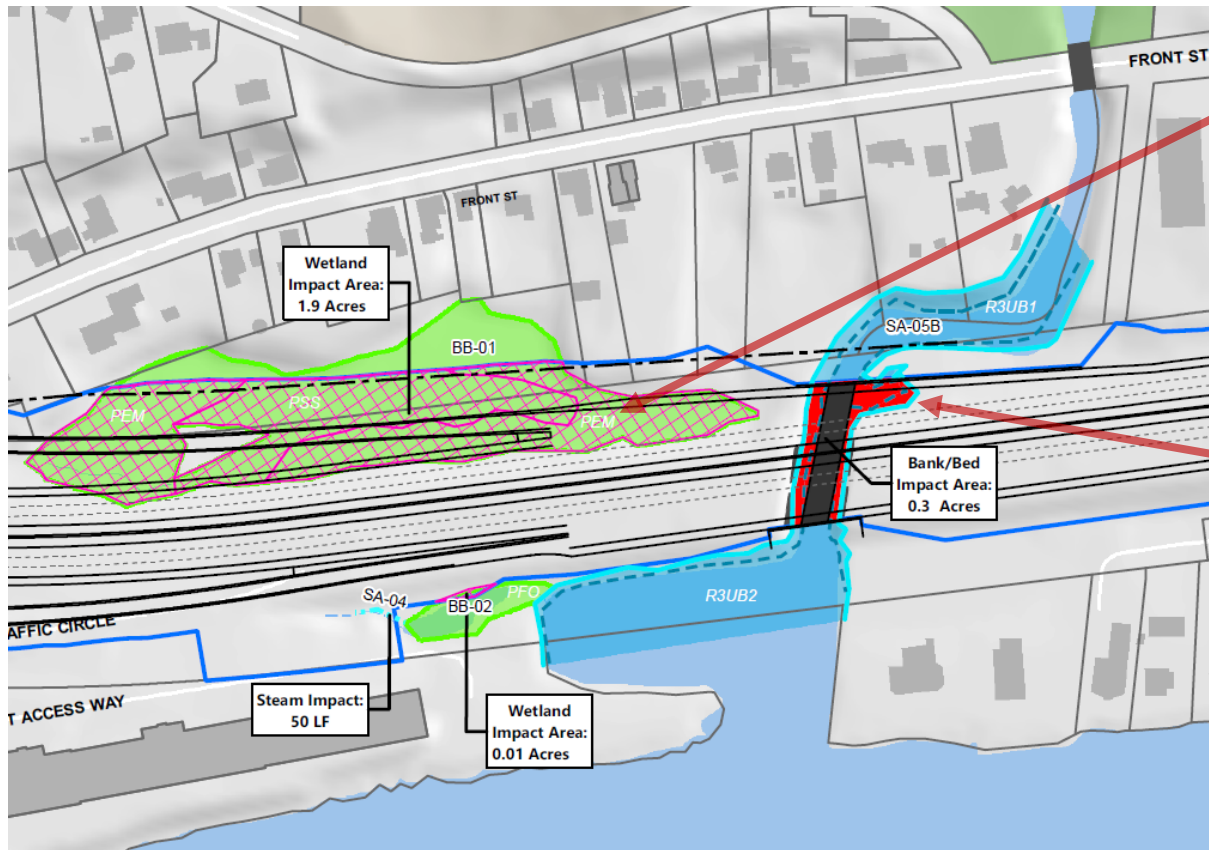 FRONT ST
FRONT ST
Wetland
Impact Area:
1.9 Acres
BB-01
R3UB1
SA-05B
PEM
PSS
PEM
Bank/Bed
Impact Area:
0.3 Acres
SA-04
BB-02
PFO
R3UB2
AFFIC CIRCLE
T ACCESS WAY
Steam Impact:
50 LF
Wetland
Impact Area:
0.01 Acres